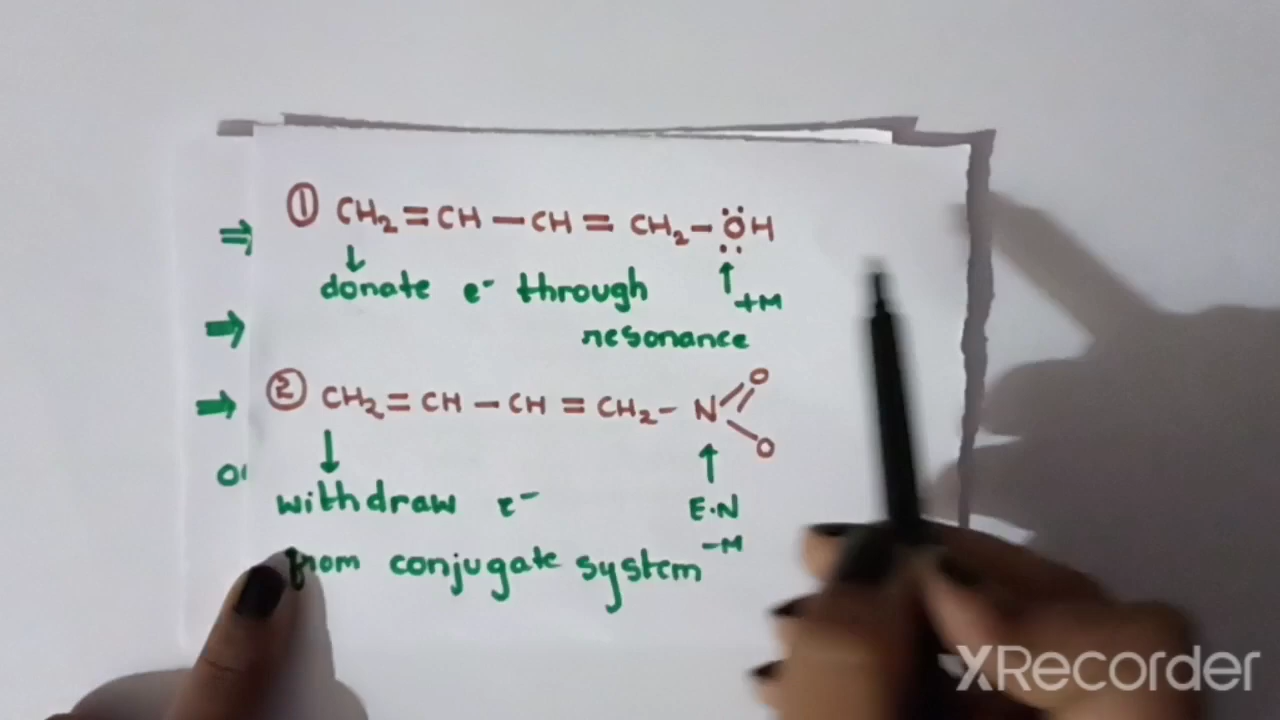 ① CH₂=CH—CH=CH₂-ÖH
donate e⁻ through +M
resonance
② CH₂=CH-CH=CH₂-N
O
O
withdraw e⁻ E.N
from conjugate system -M
XRecorder